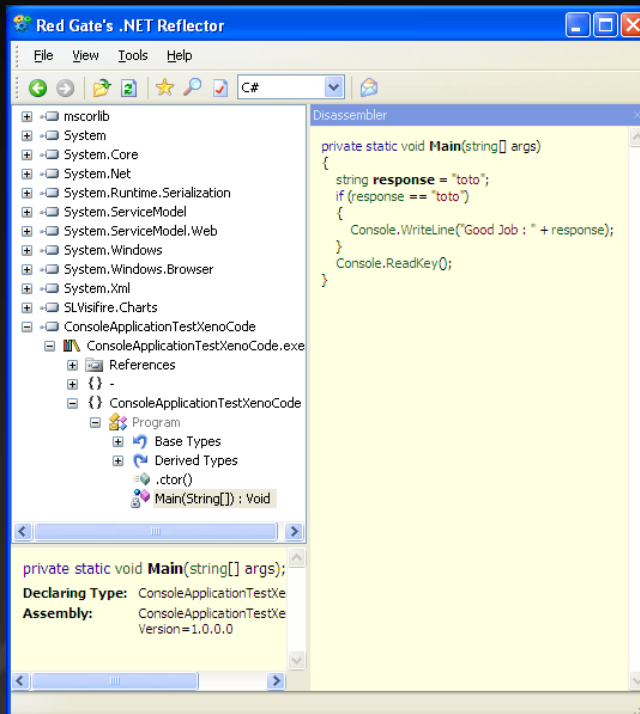 Red Gate's .NET Reflector
File View Tools Help
C#
mscorlib
System
System.Core
System.Net
System.Runtime.Serialization
System.ServiceModel
System.ServiceModel.Web
System.Windows
System.Windows.Browser
System.Xml
SLVisifire.Charts
ConsoleApplicationTestXenoCode
ConsoleApplicationTestXenoCode.exe
References
{} -
{} ConsoleApplicationTestXenoCode
Program
Base Types
Derived Types
.ctor()
Main(String[]) : Void
private static void Main(string[] args);
Declaring Type: ConsoleApplicationTestXe
Assembly: ConsoleApplicationTestXe
Version=1.0.0.0
Disassembler
private static void Main(string[] args)
{
string response = "toto";
if (response == "toto")
{
Console.WriteLine("Good Job : " + response);
}
Console.ReadKey();
}